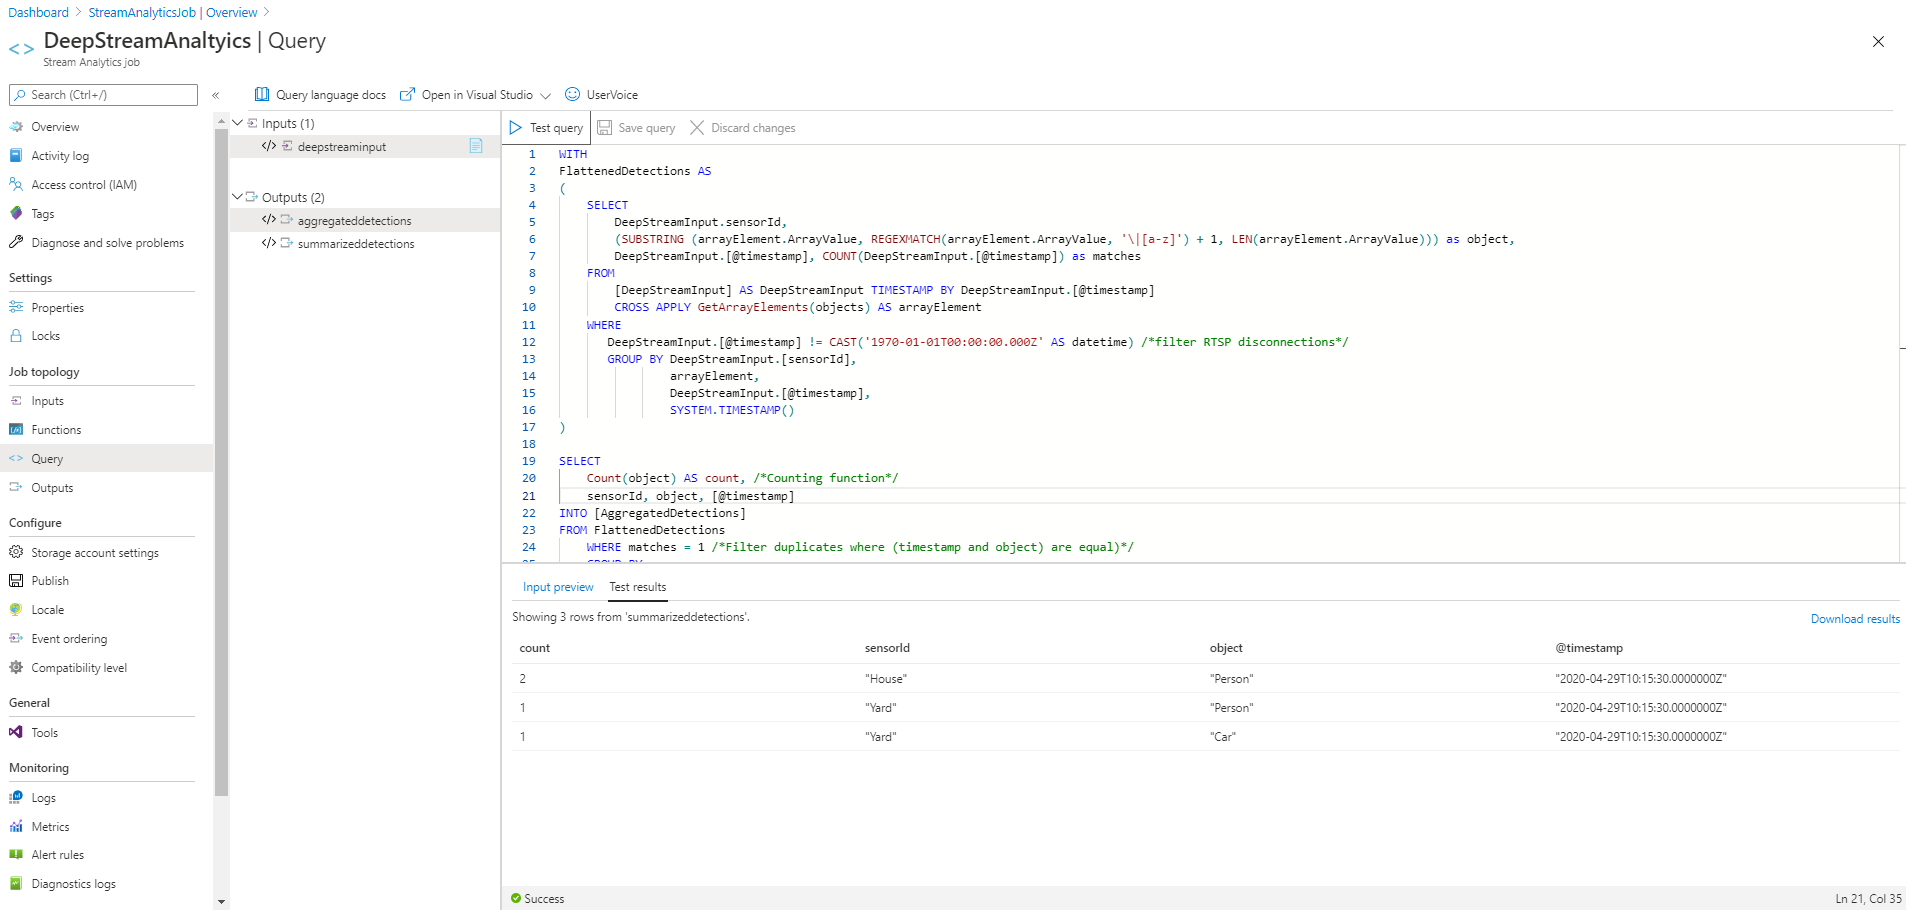 Dashboard > StreamAnalyticsJob | Overview >
DeepStreamAnaltyics | Query
Stream Analytics job
Search (Ctrl+/)
«
Overview
Activity log
Access control (IAM)
Tags
Diagnose and solve problems
Settings
Properties
Locks
Job topology
Inputs
Functions
Query
Outputs
Configure
Storage account settings
Publish
Locale
Event ordering
Compatibility level
General
Tools
Monitoring
Logs
Metrics
Alert rules
Diagnostics logs
Query language docs Open in Visual Studio UserVoice
Inputs (1)
</> deepstreaminput
Outputs (2)
</> aggregateddetections
</> summarizeddetections
Test query Save query Discard changes
1 WITH
2 FlattenedDetections AS
3 (
4 SELECT
5 DeepStreamInput.sensorId,
6 (SUBSTRING (arrayElement.ArrayValue, REGEXMATCH(arrayElement.ArrayValue, '\|[a-z]') + 1, LEN(arrayElement.ArrayValue))) as object,
7 DeepStreamInput.[@timestamp], COUNT(DeepStreamInput.[@timestamp]) as matches
8 FROM
9 [DeepStreamInput] AS DeepStreamInput TIMESTAMP BY DeepStreamInput.[@timestamp]
10 CROSS APPLY GetArrayElements(objects) AS arrayElement
11 WHERE
12 DeepStreamInput.[@timestamp] != CAST('1970-01-01T00:00:00.000Z' AS datetime) /*filter RTSP disconnections*/
13 GROUP BY DeepStreamInput.[sensorId],
14 arrayElement,
15 DeepStreamInput.[@timestamp],
16 SYSTEM.TIMESTAMP()
17 )
18
19 SELECT
20 Count(object) AS count, /*Counting function*/
21 sensorId, object, [@timestamp]
22 INTO [AggregatedDetections]
23 FROM FlattenedDetections
24 WHERE matches = 1 /*Filter duplicates where (timestamp and object) are equal)*/
25 GROUP BY
Input preview Test results
Showing 3 rows from 'summarizeddetections'.
Download results
count sensorId object @timestamp
2 "House" "Person" "2020-04-29T10:15:30.0000000Z"
1 "Yard" "Person" "2020-04-29T10:15:30.0000000Z"
1 "Yard" "Car" "2020-04-29T10:15:30.0000000Z"
Success
Ln 21, Col 35